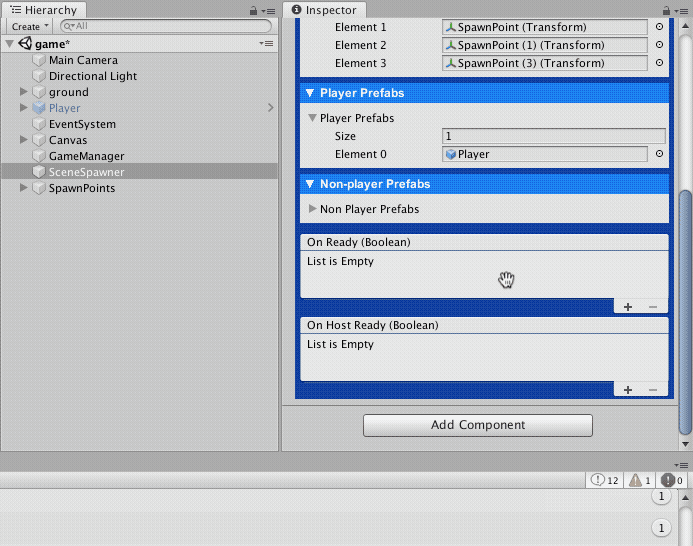 Hierarchy
Create
All
game*
Main Camera
Directional Light
ground
Player
EventSystem
Canvas
GameManager
SceneSpawner
SpawnPoints
Inspector
Element 1 SpawnPoint (Transform)
Element 2 SpawnPoint (1) (Transform)
Element 3 SpawnPoint (3) (Transform)
Player Prefabs
Player Prefabs
Size 1
Element 0 Player
Non-player Prefabs
Non Player Prefabs
On Ready (Boolean)
List is Empty
+ −
On Host Ready (Boolean)
List is Empty
+ −
Add Component
12 1 0
1
1